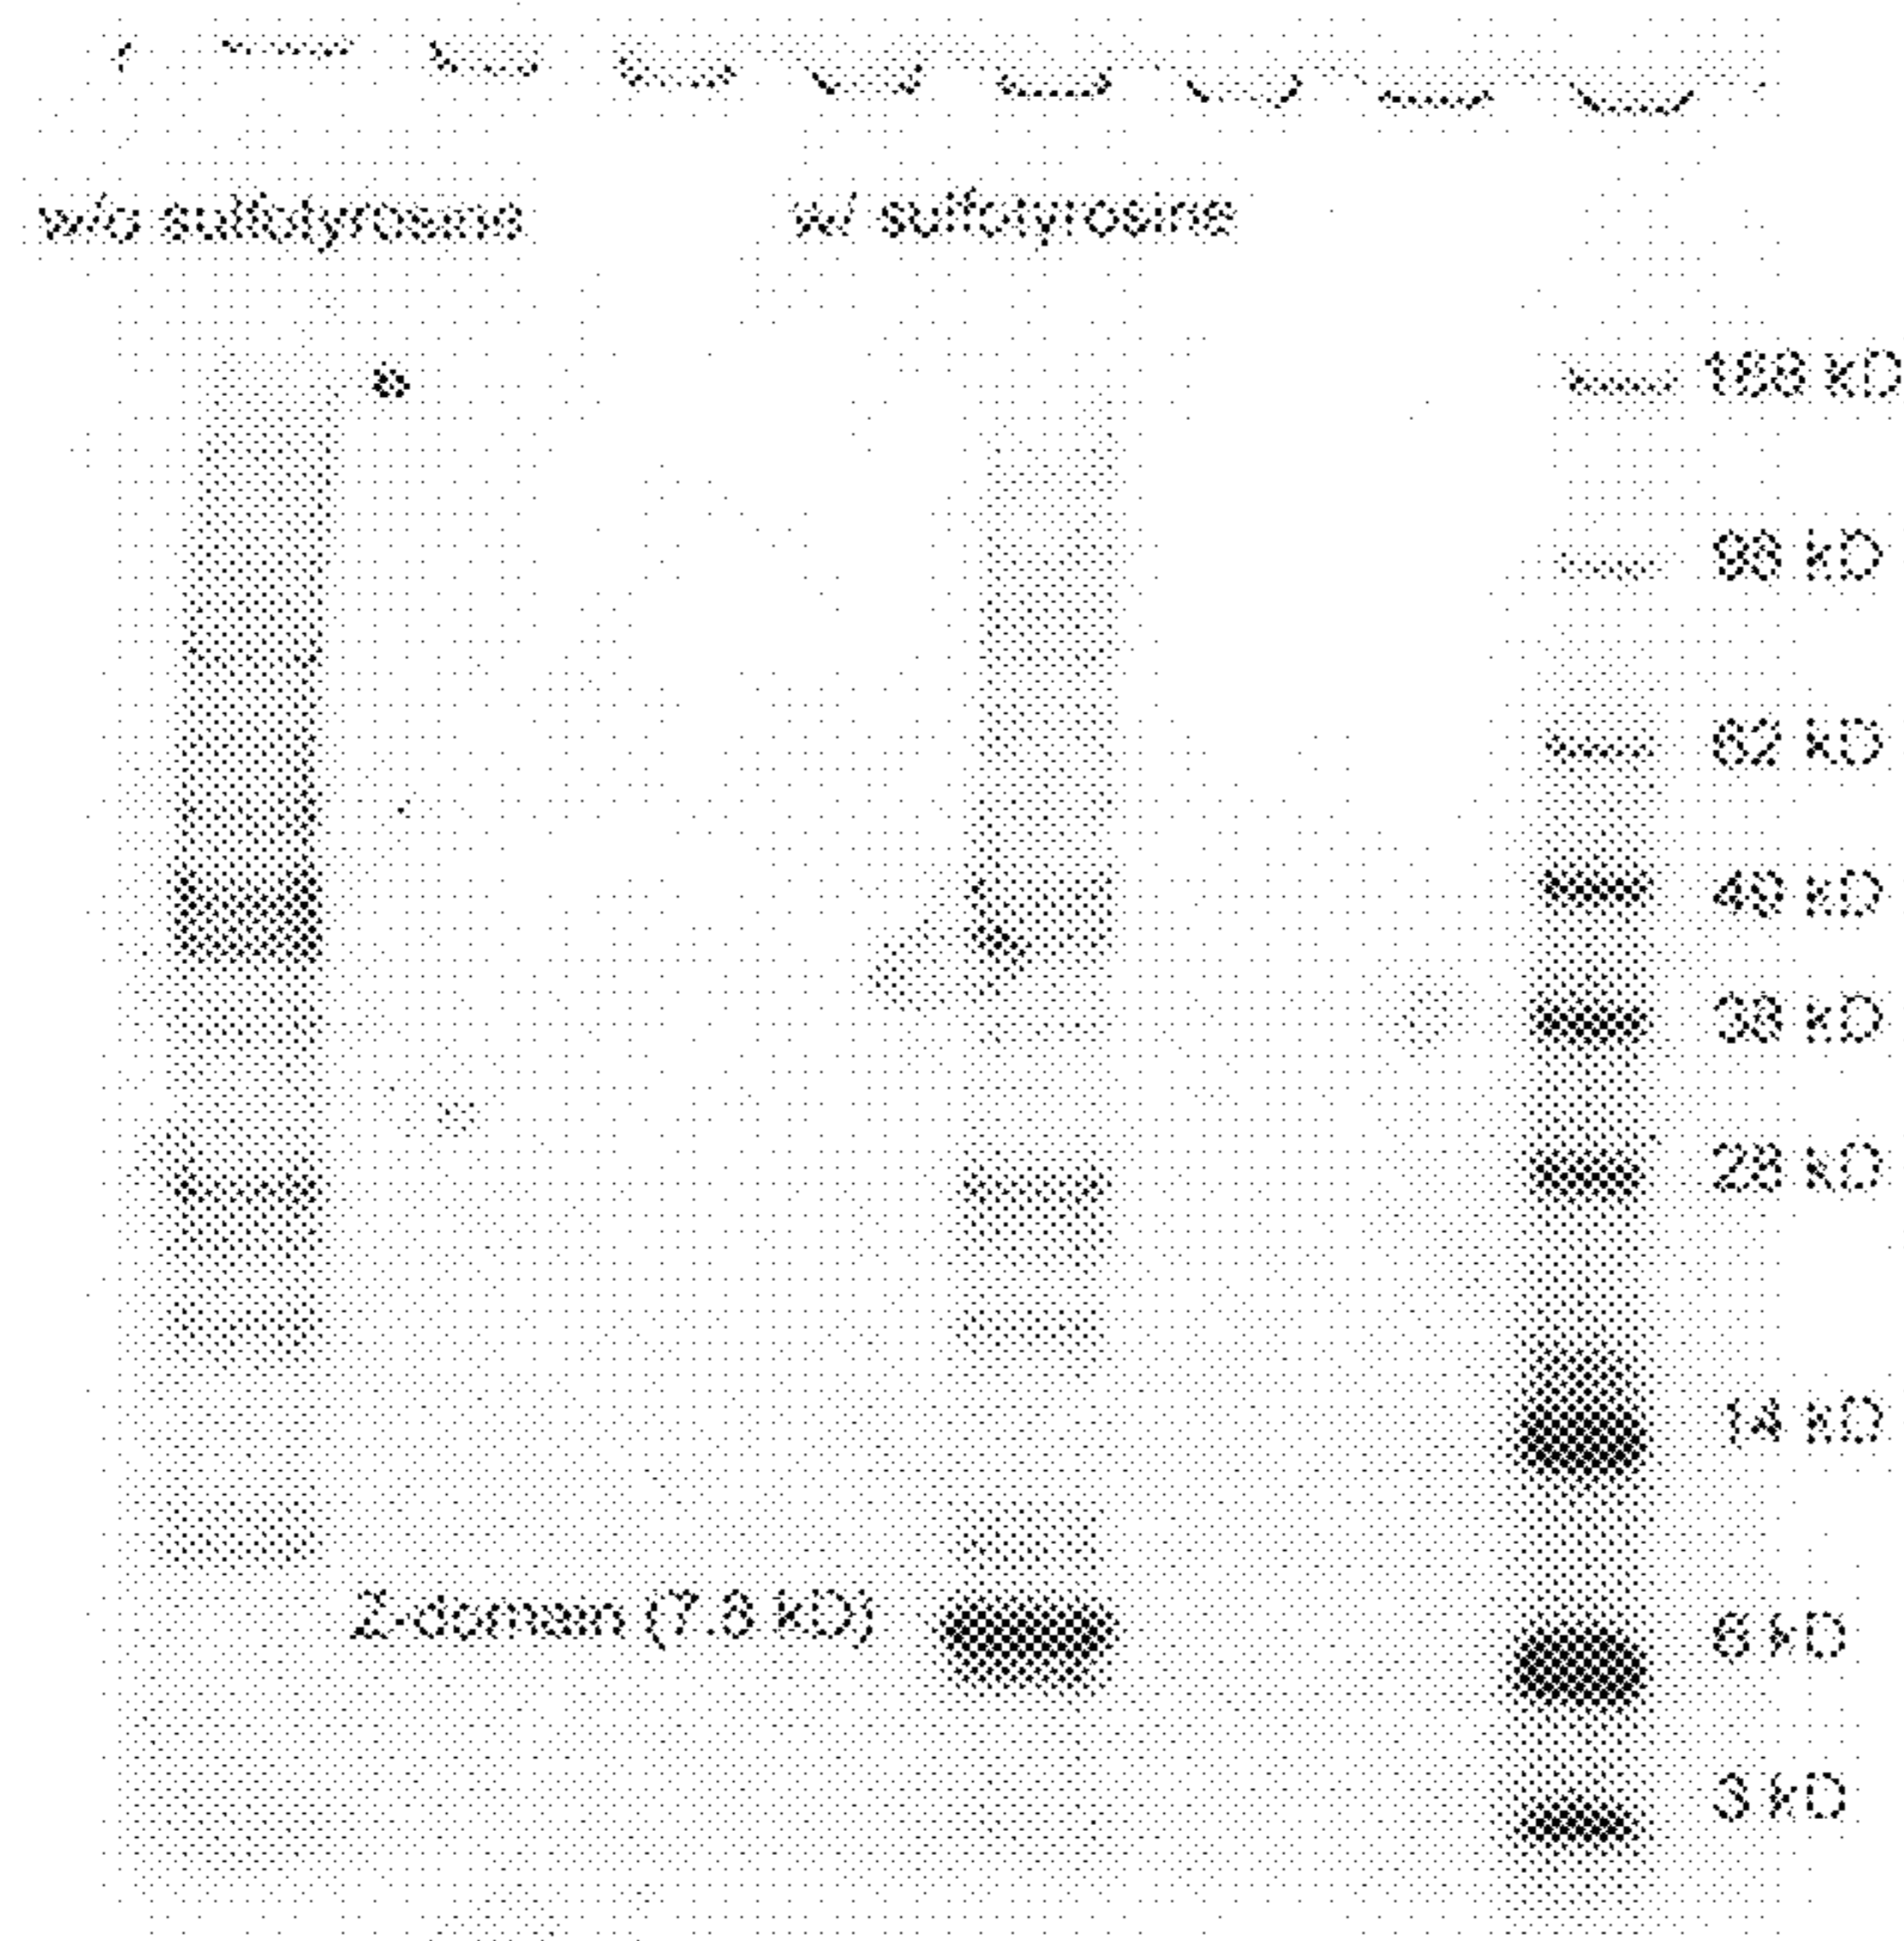 w/o sulfotyrosine
w/ sulfotyrosine
188 kD
98 kD
62 kD
49 kD
38 kD
28 kD
14 kD
Z-domain (7.8 kD)
6 kD
3 kD